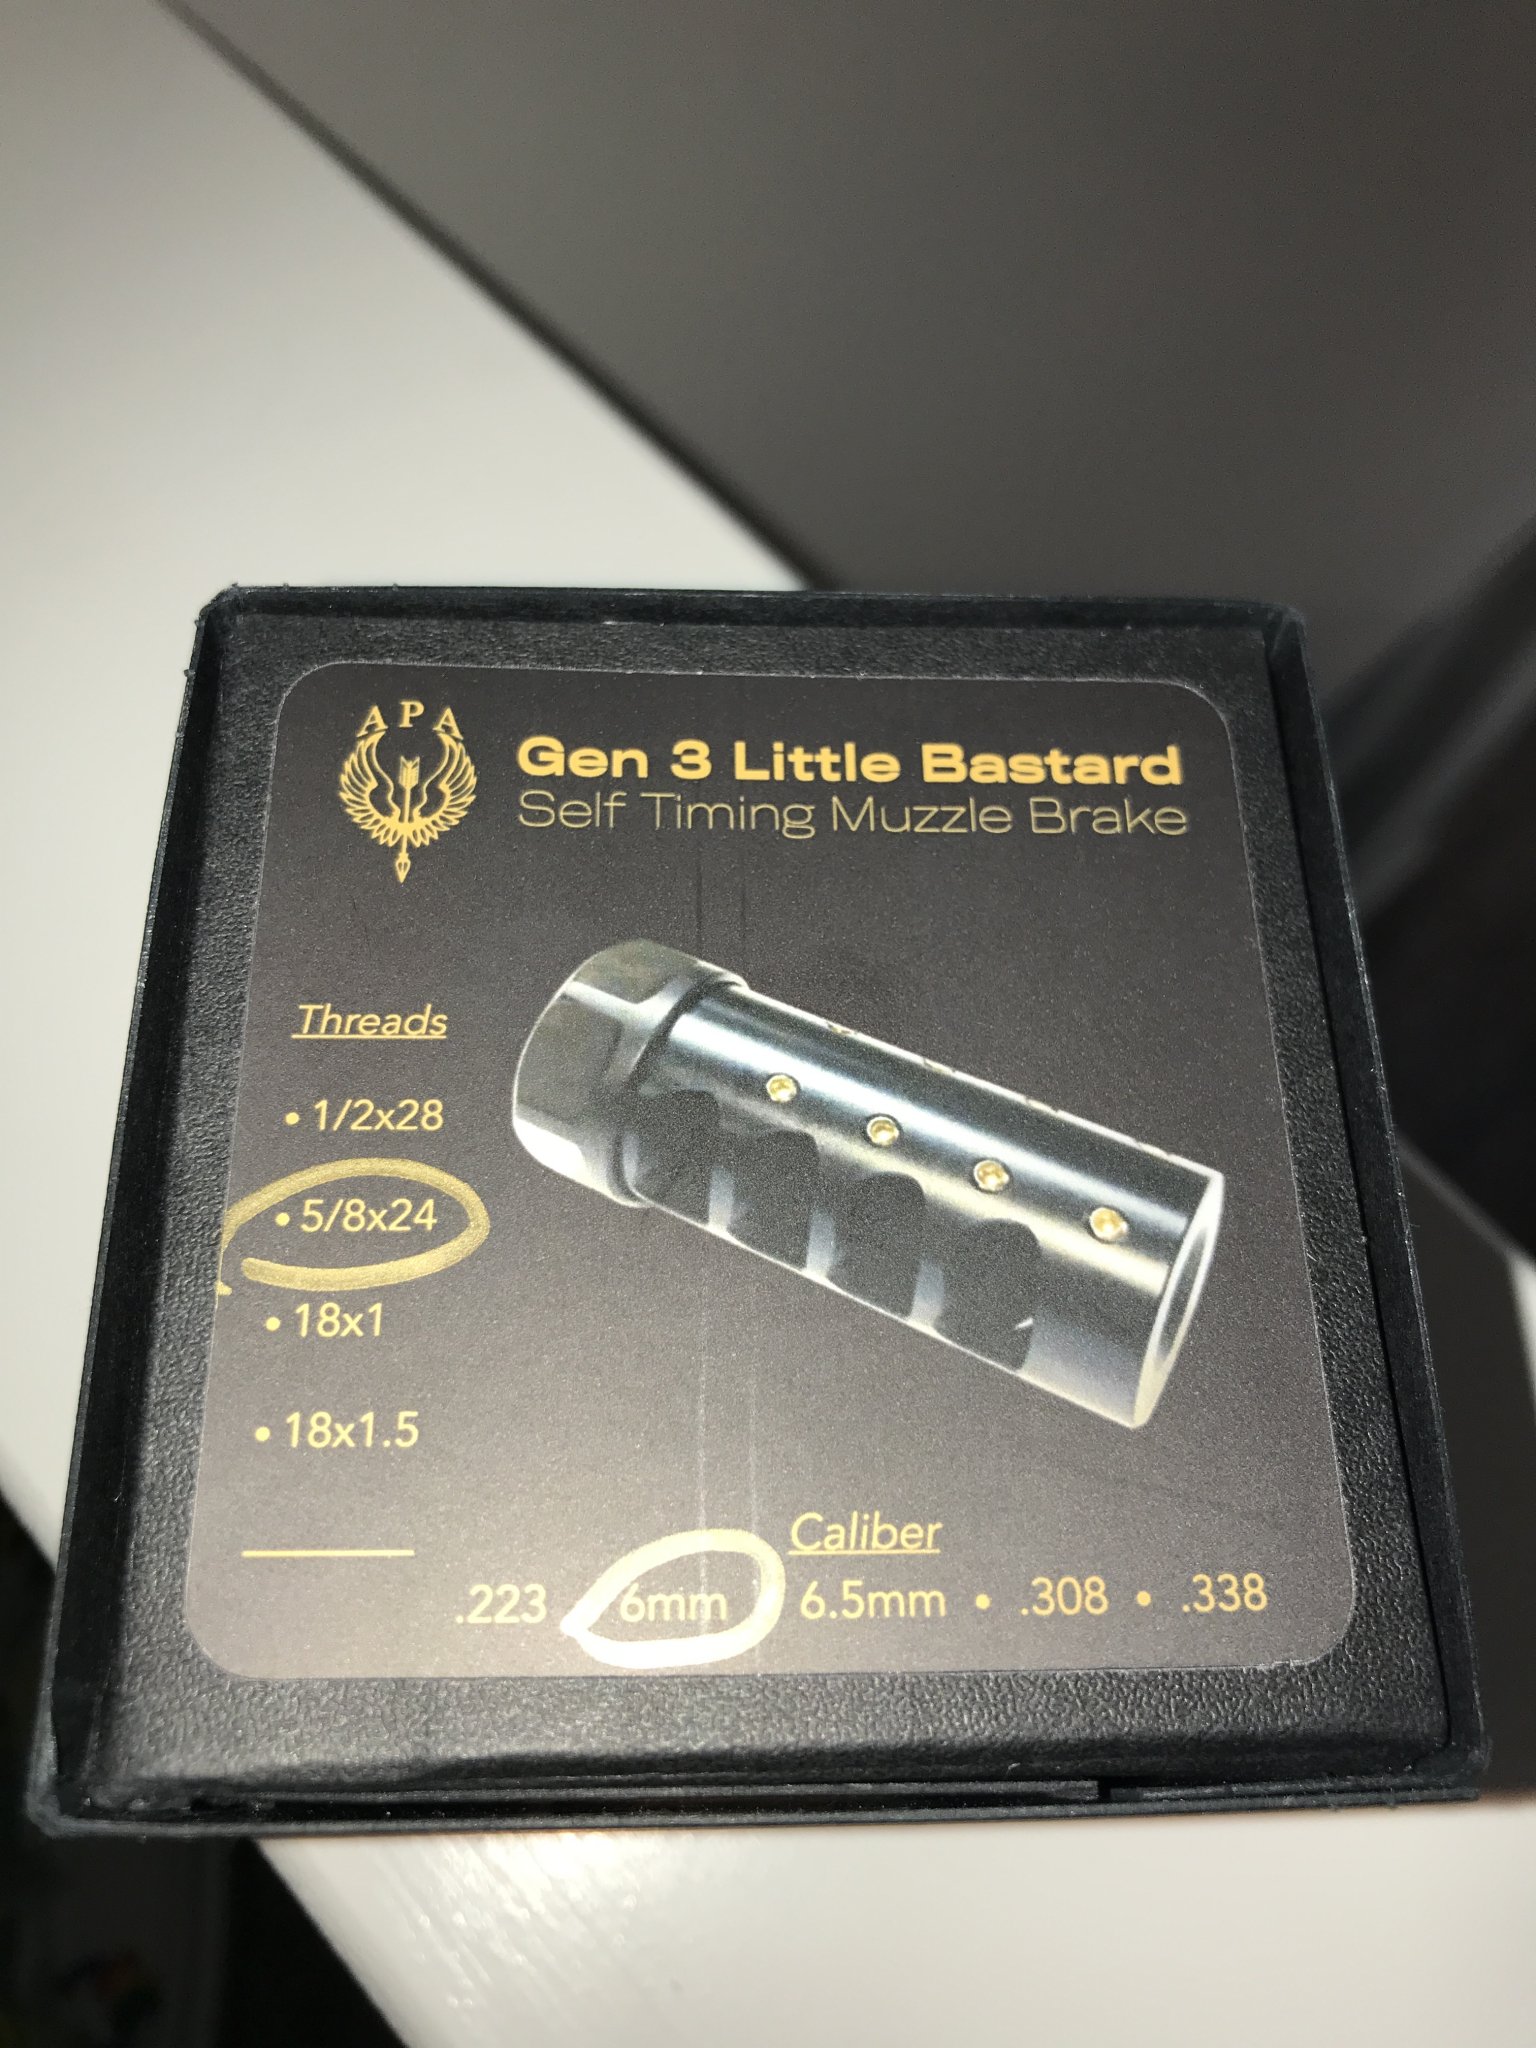 APA
Gen 3 Little Bastard
Self Timing Muzzle Brake
Threads
• 1/2x28
• 5/8x24
• 18x1
• 18x1.5
Caliber
.223 6mm 6.5mm • .308 • .338